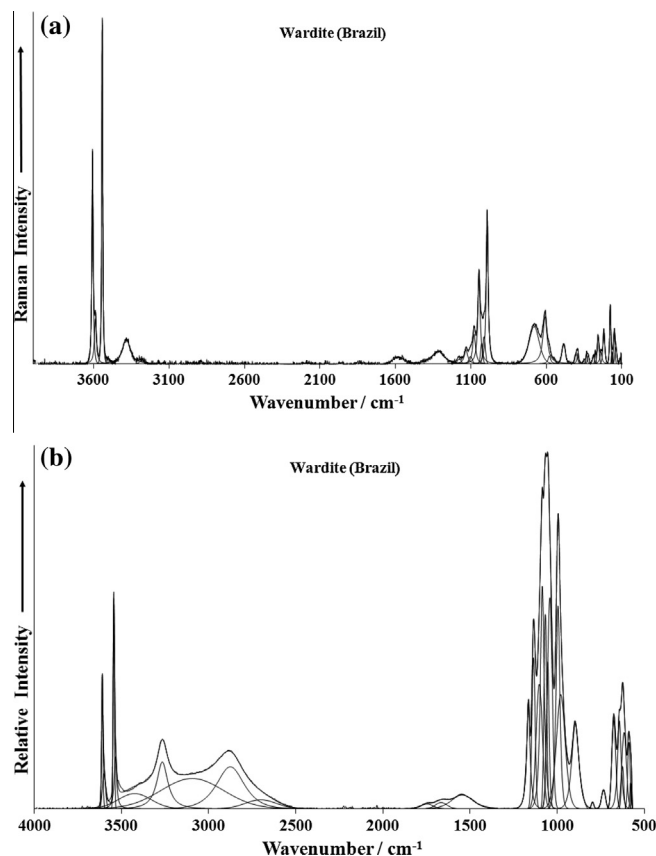 (a)
Wardite (Brazil)
Raman Intensity
3600 3100 2600 2100 1600 1100 600 100
Wavenumber / cm-1
(b)
Wardite (Brazil)
Relative Intensity
4000 3500 3000 2500 2000 1500 1000 500
Wavenumber / cm-1